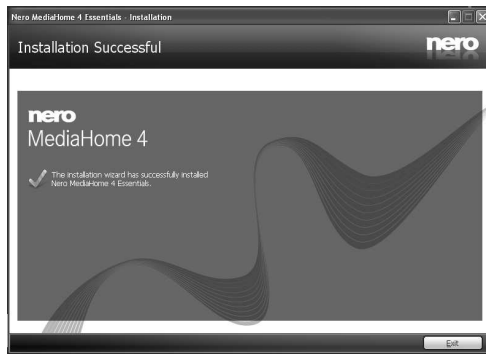 Nero MediaHome 4 Essentials - Installation
Installation Successful
nero
nero
MediaHome 4
The installation wizard has successfully installed
Nero MediaHome 4 Essentials.
Exit